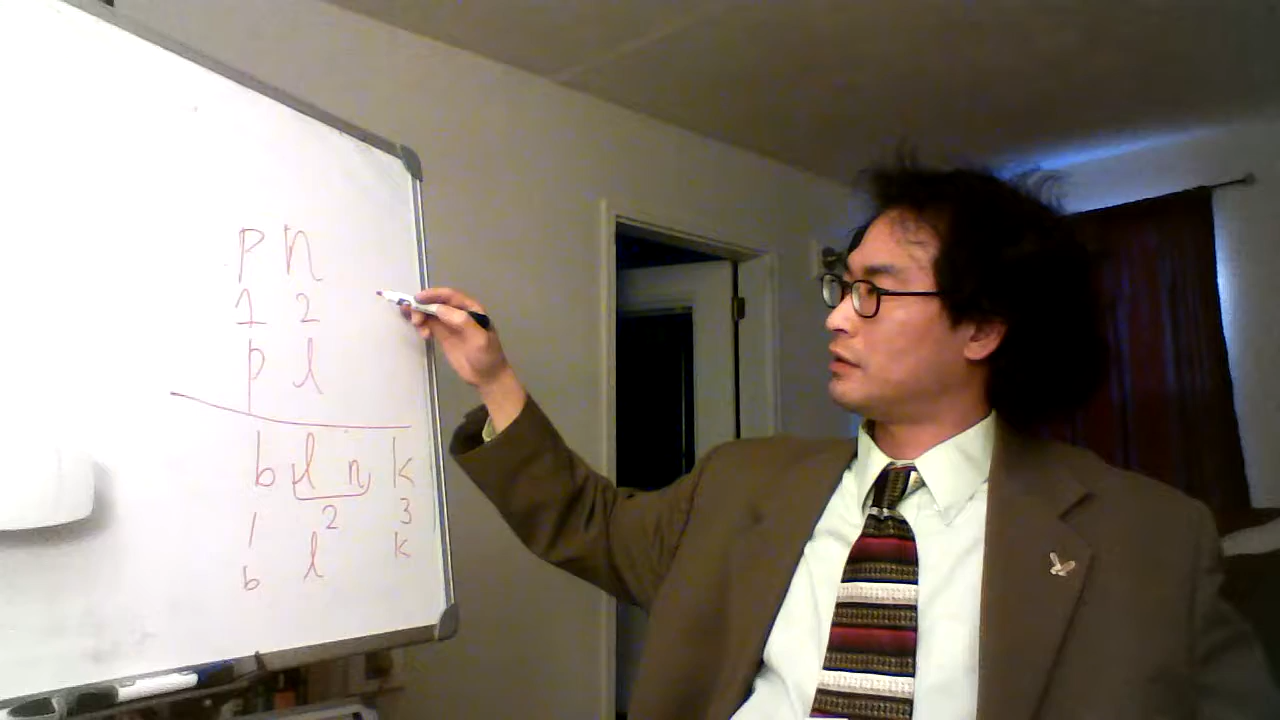 p n
1 2
p l
b l n k
1 2 3
b l k